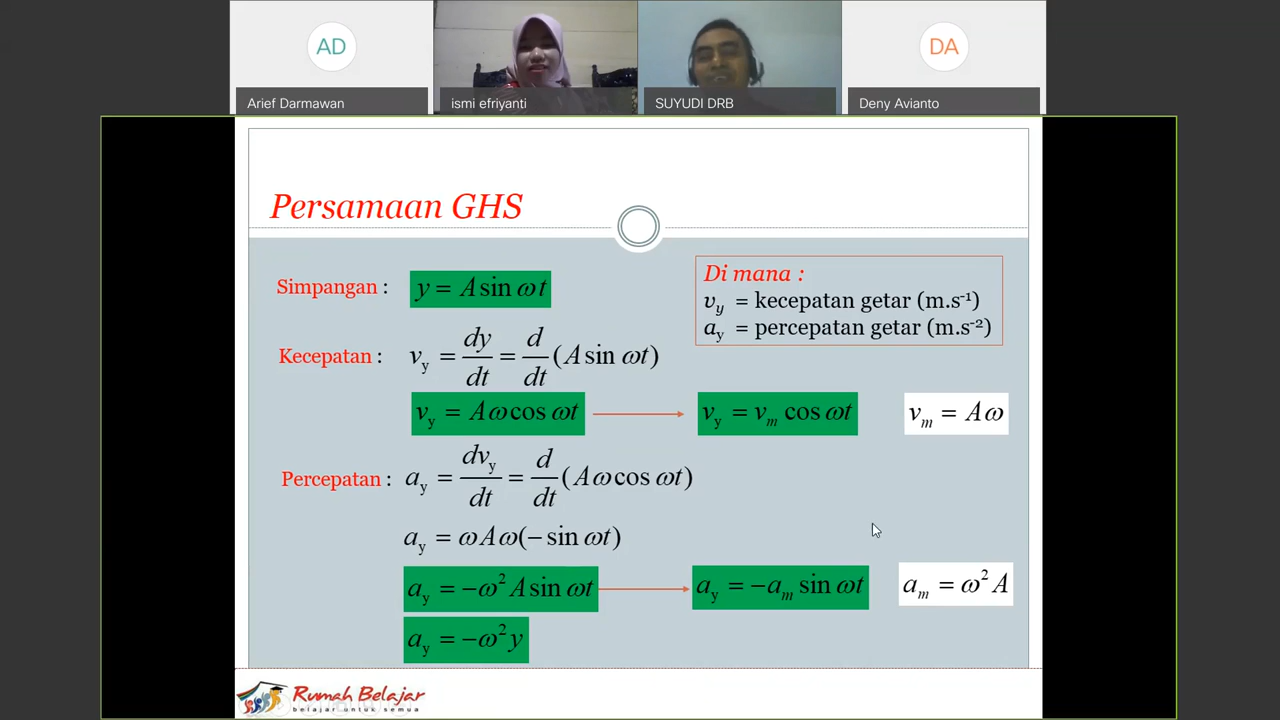 AD
DA
Arief Darmawan
ismi efriyanti
SUYUDI DRB
Deny Avianto
Persamaan GHS
Simpangan : y = A sin ωt
Di mana :
v_y = kecepatan getar (m.s⁻¹)
a_y = percepatan getar (m.s⁻²)
Kecepatan : v_y = dy/dt = d/dt (A sin ωt)
v_y = Aω cos ωt → v_y = v_m cos ωt v_m = Aω
Percepatan : a_y = dv_y/dt = d/dt (Aω cos ωt)
a_y = ωAω(− sin ωt)
a_y = −ω² A sin ωt → a_y = −a_m sin ωt a_m = ω² A
a_y = −ω² y
Rumah Belajar
belajar untuk semua